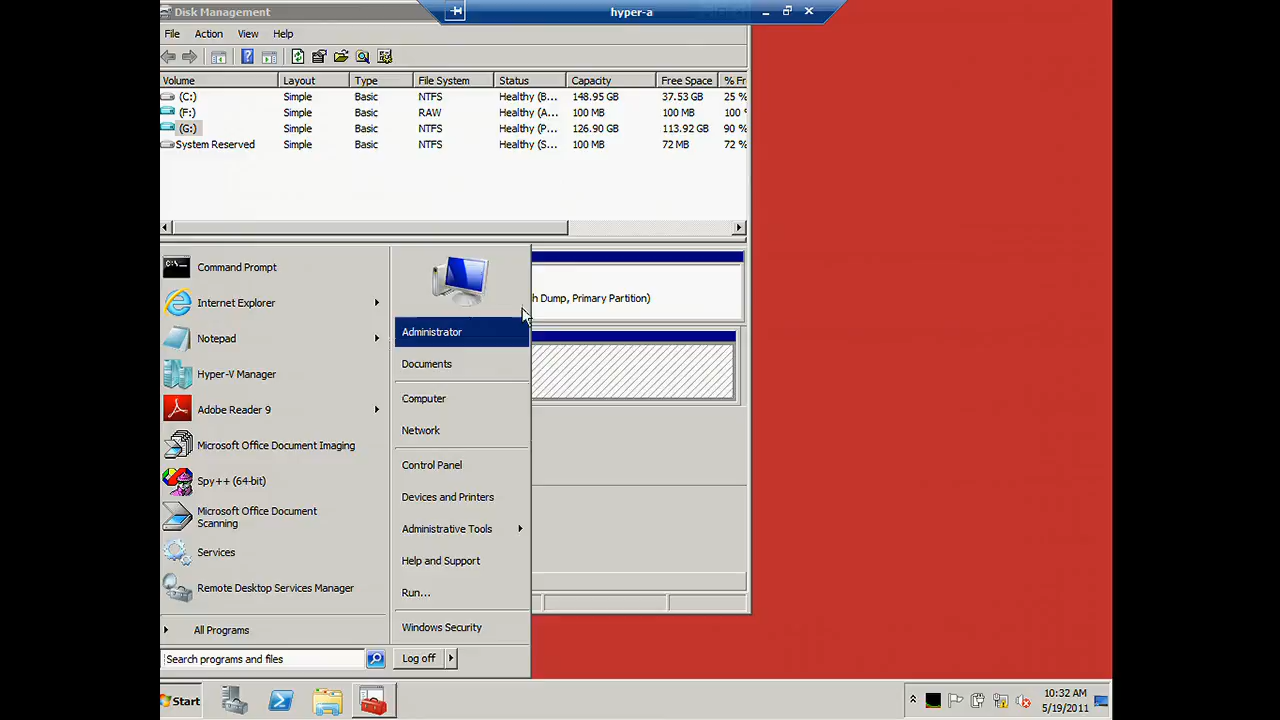 Disk Management
hyper-a
File Action View Help
Volume Layout Type File System Status Capacity Free Space % Fr
(C:) Simple Basic NTFS Healthy (B... 148.95 GB 37.53 GB 25 %
(F:) Simple Basic RAW Healthy (A... 100 MB 100 MB 100 %
(G:) Simple Basic NTFS Healthy (P... 126.90 GB 113.92 GB 90 %
System Reserved Simple Basic NTFS Healthy (S... 100 MB 72 MB 72 %
h Dump, Primary Partition)
C:\
Command Prompt
Internet Explorer
Notepad
Hyper-V Manager
Adobe Reader 9
Microsoft Office Document Imaging
Spy++ (64-bit)
Microsoft Office Document
Scanning
Services
Remote Desktop Services Manager
All Programs
Search programs and files
Administrator
Documents
Computer
Network
Control Panel
Devices and Printers
Administrative Tools
Help and Support
Run...
Windows Security
Log off
Start
10:32 AM
5/19/2011